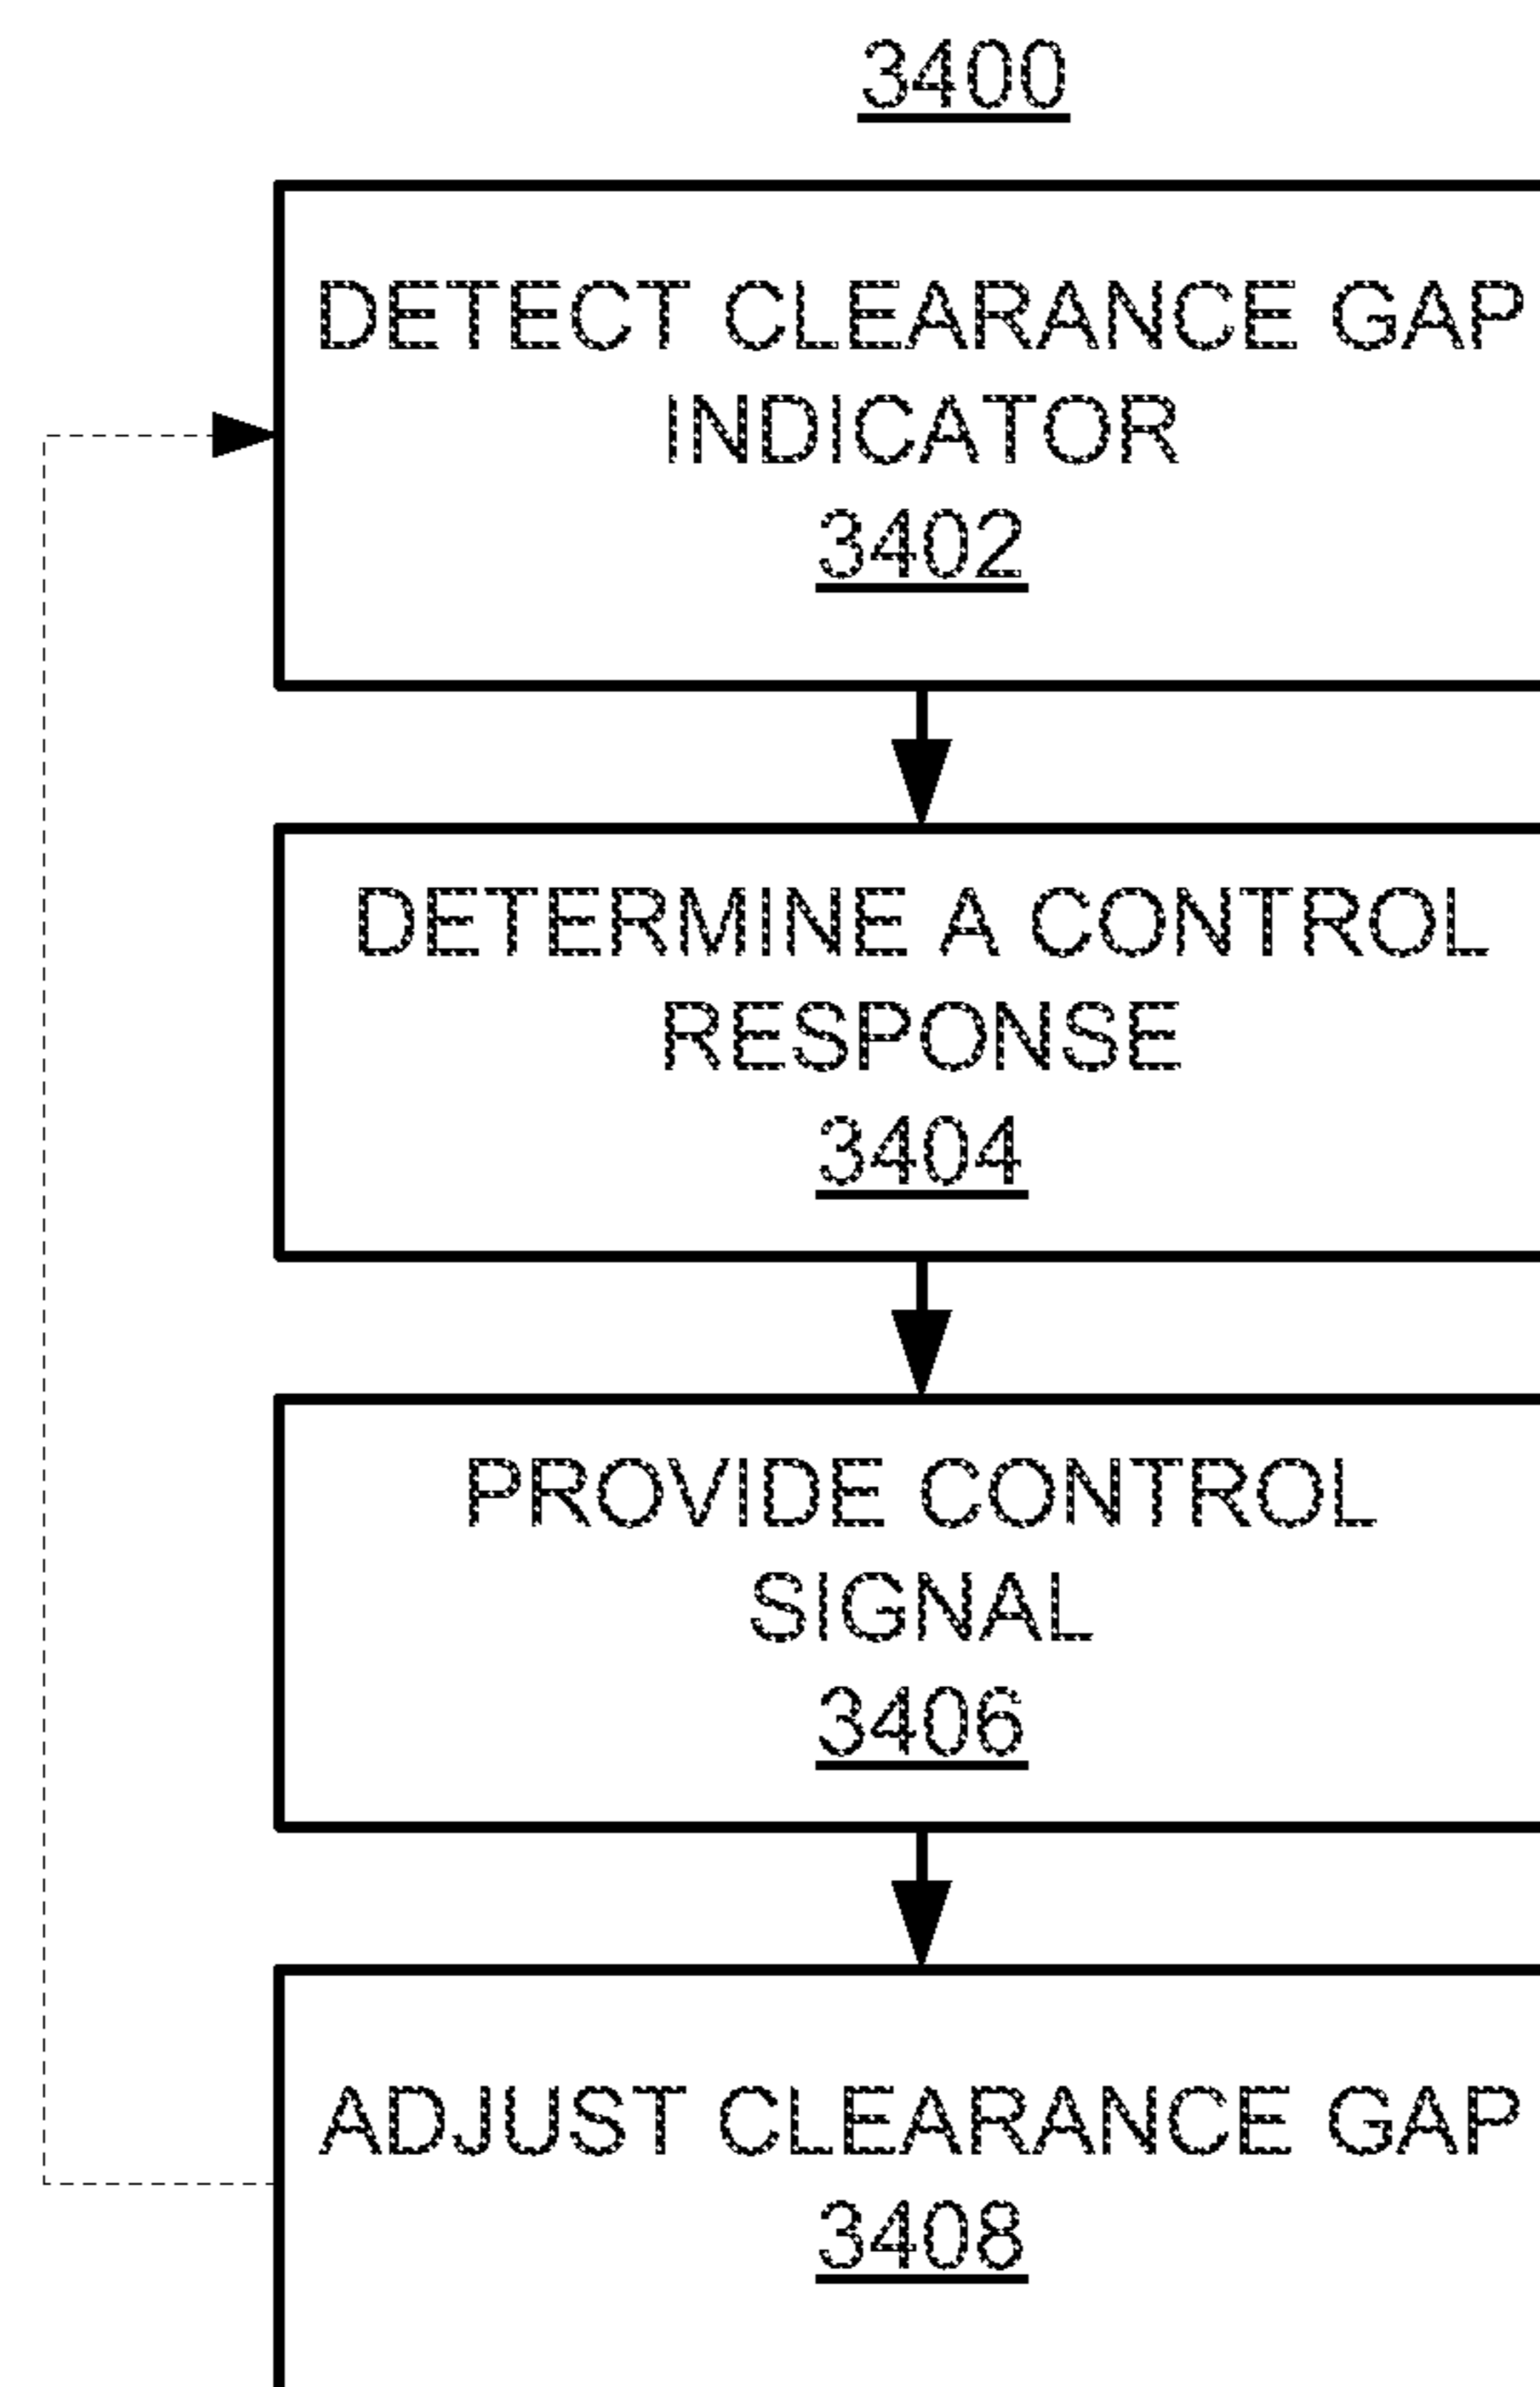 3400
DETECT CLEARANCE GAP
INDICATOR
3402
DETERMINE A CONTROL
RESPONSE
3404
PROVIDE CONTROL
SIGNAL
3406
ADJUST CLEARANCE GAP
3408